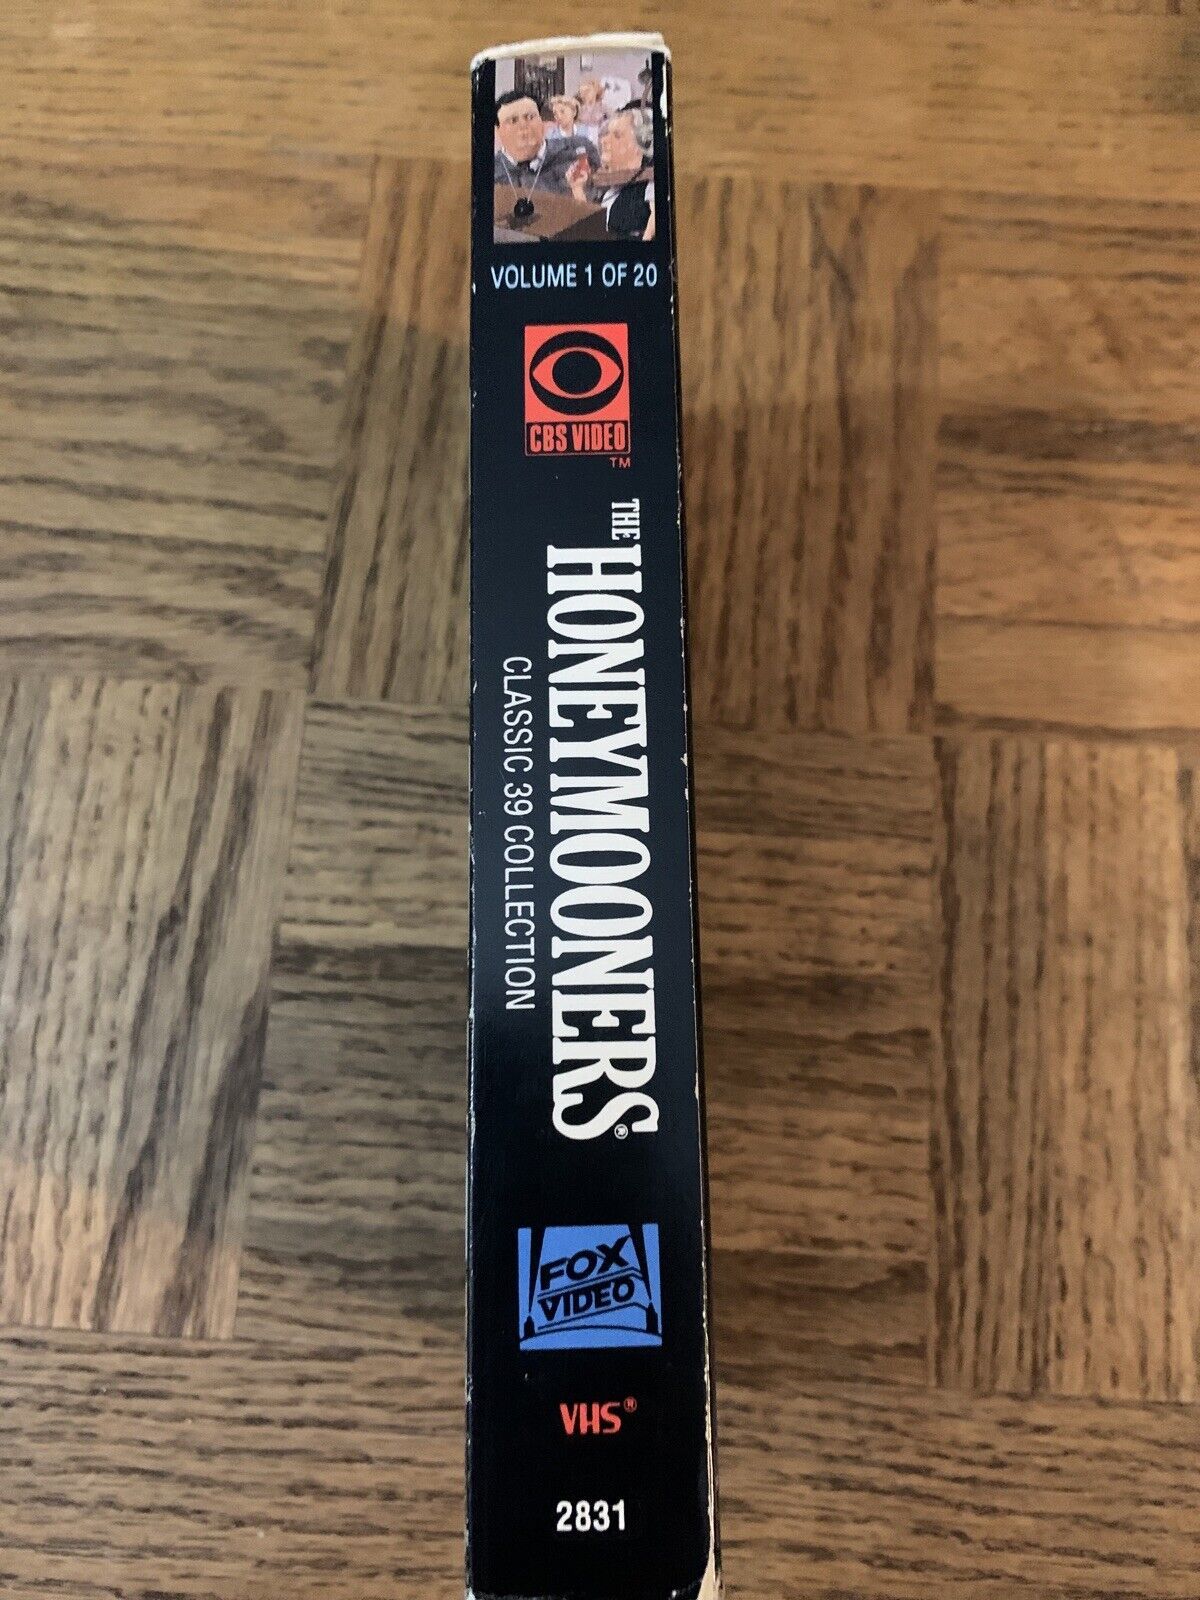 VOLUME 1 OF 20
CBS VIDEO
TM
THE
HONEYMOONERS®
CLASSIC 39 COLLECTION
FOX
VIDEO
VHS®
2831